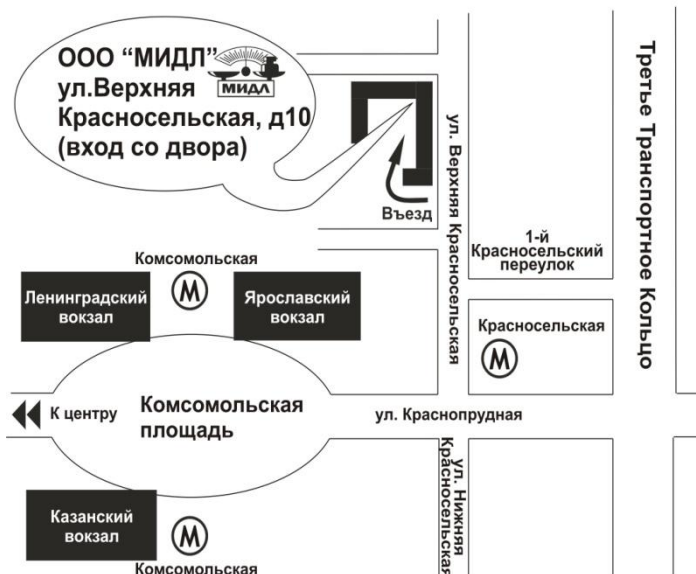 ООО “МИДЛ”
ул.Верхняя
Красносельская, д10
(вход со двора)
МИДЛ
Третье Транспортное Кольцо
ул. Верхняя Красносельская
Въезд
1-й
Красносельский
переулок
Комсомольская
М
Ленинградский
вокзал
Ярославский
вокзал
Красносельская
М
К центру
Комсомольская
площадь
ул. Краснопрудная
ул. Нижняя
Красносельская
Казанский
вокзал
М
Комсомольская